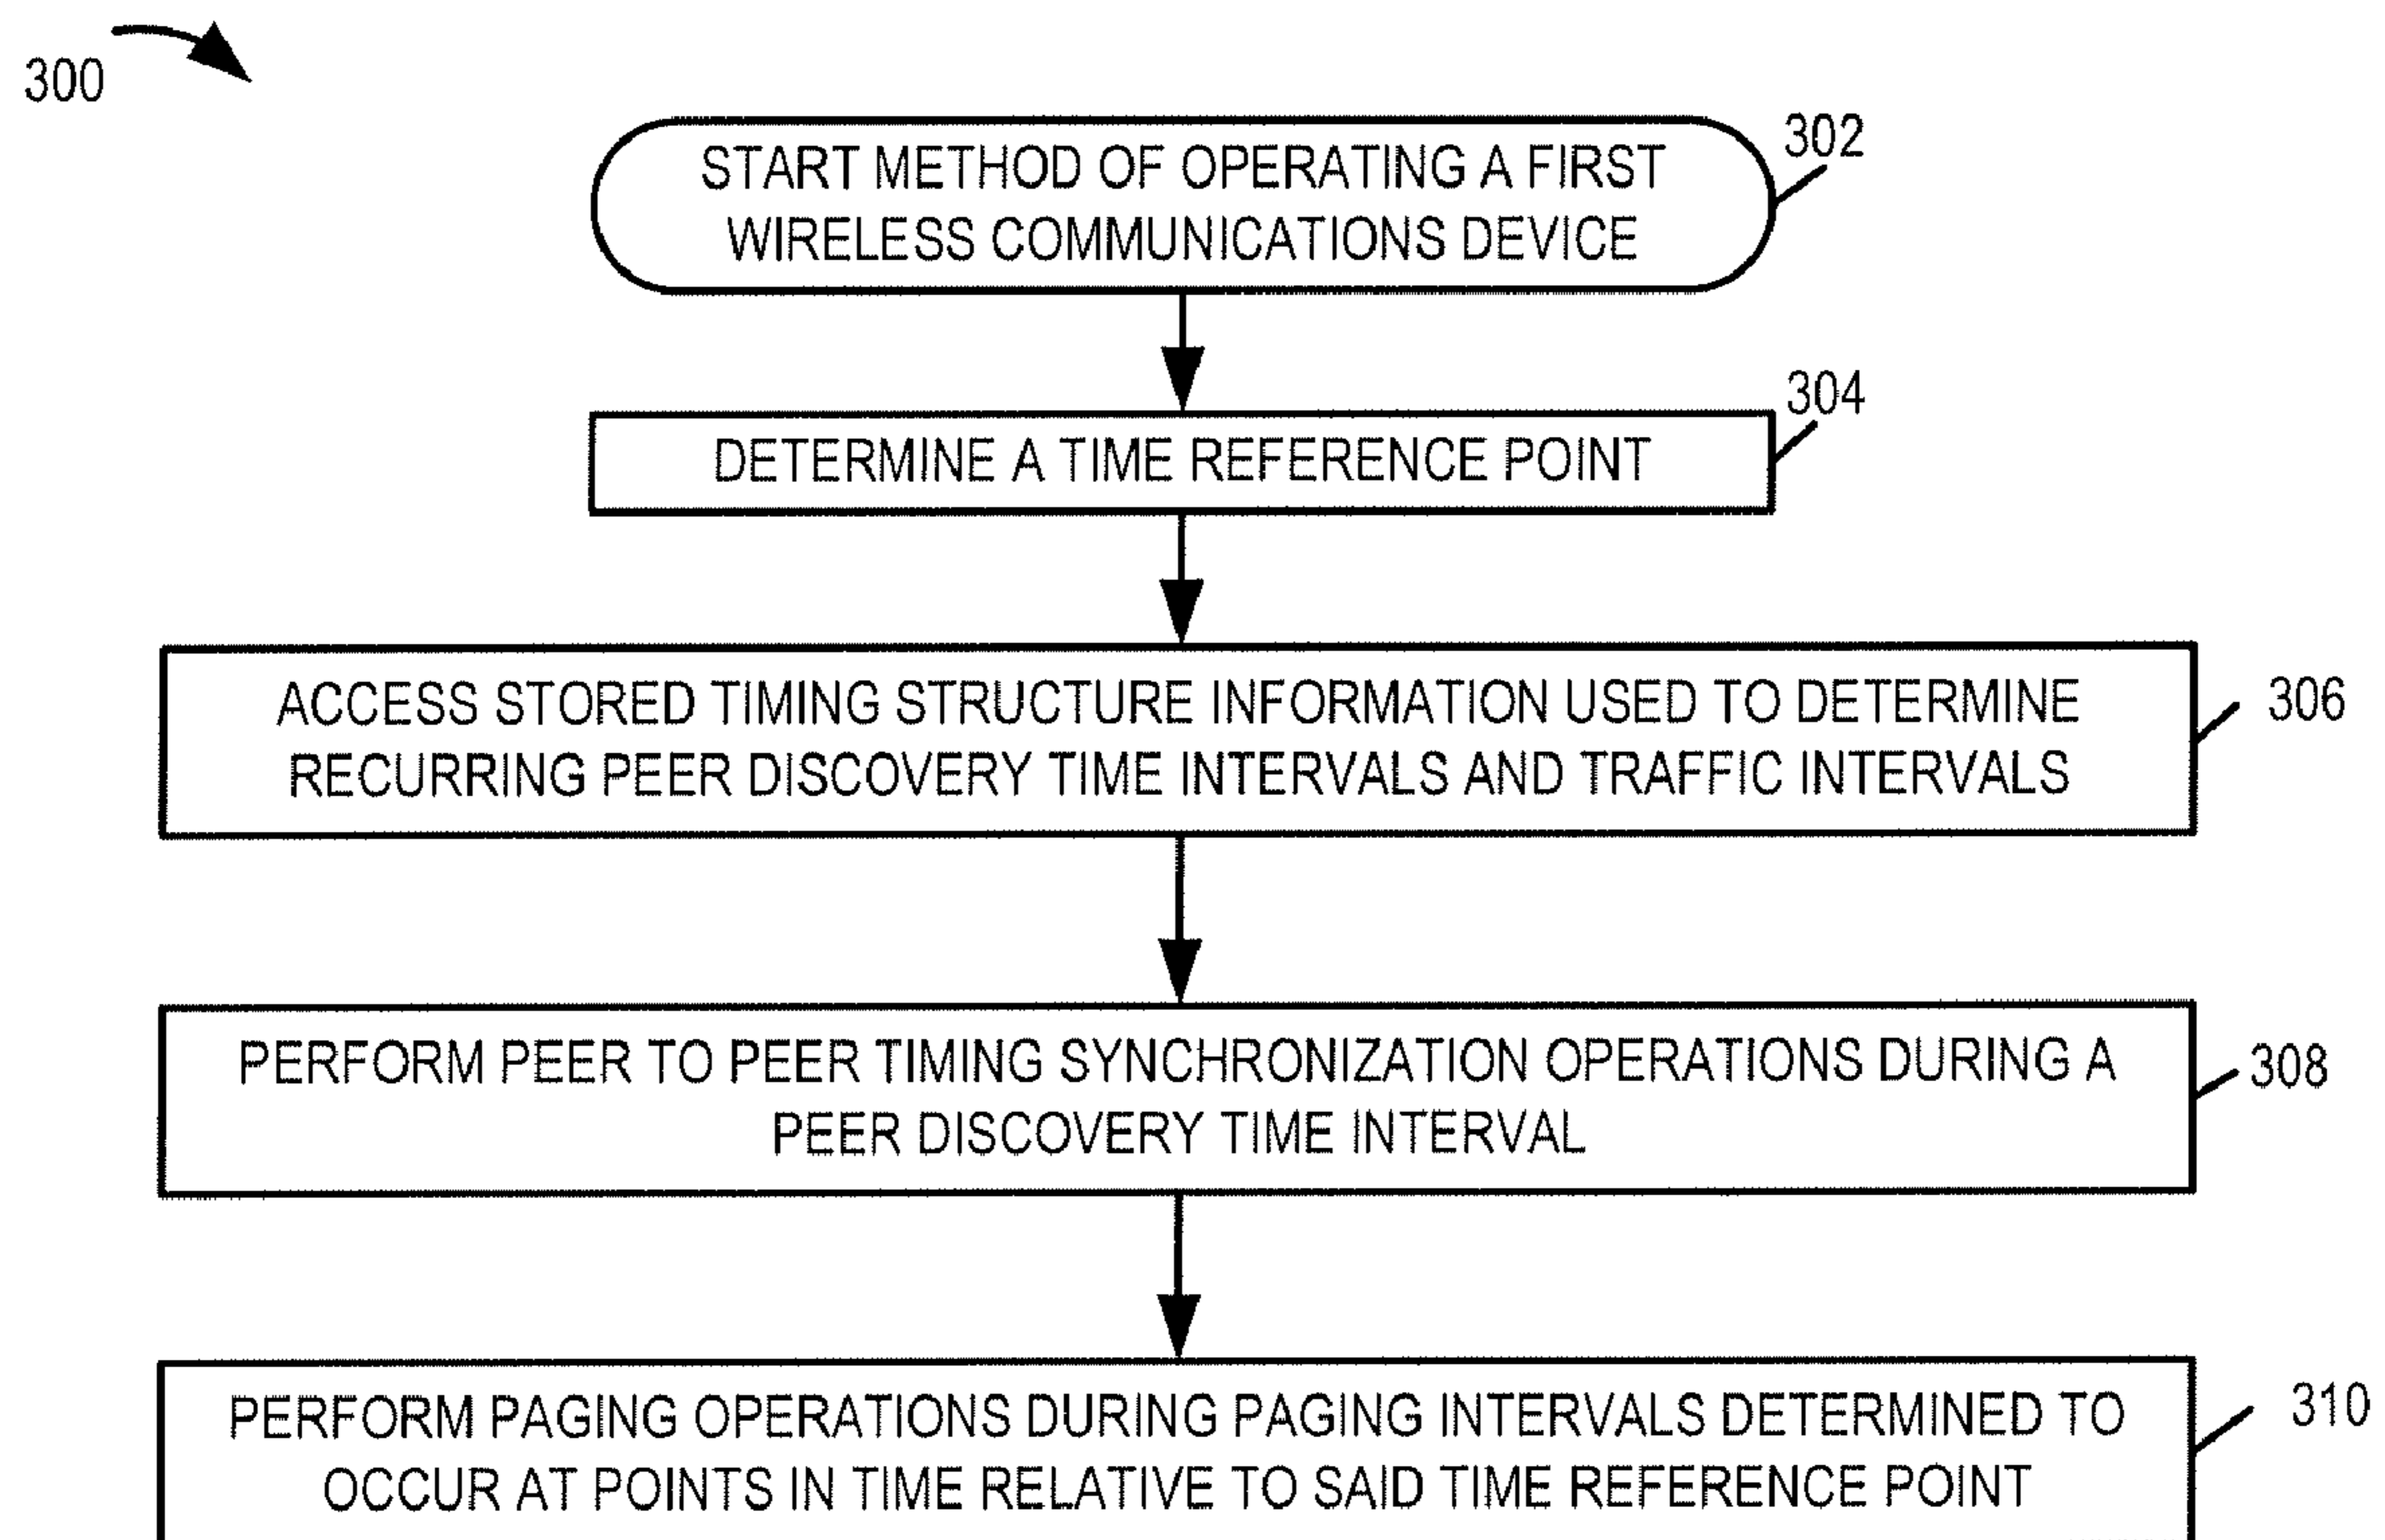 300
302
START METHOD OF OPERATING A FIRST
WIRELESS COMMUNICATIONS DEVICE
304
DETERMINE A TIME REFERENCE POINT
306
ACCESS STORED TIMING STRUCTURE INFORMATION USED TO DETERMINE
RECURRING PEER DISCOVERY TIME INTERVALS AND TRAFFIC INTERVALS
308
PERFORM PEER TO PEER TIMING SYNCHRONIZATION OPERATIONS DURING A
PEER DISCOVERY TIME INTERVAL
310
PERFORM PAGING OPERATIONS DURING PAGING INTERVALS DETERMINED TO
OCCUR AT POINTS IN TIME RELATIVE TO SAID TIME REFERENCE POINT